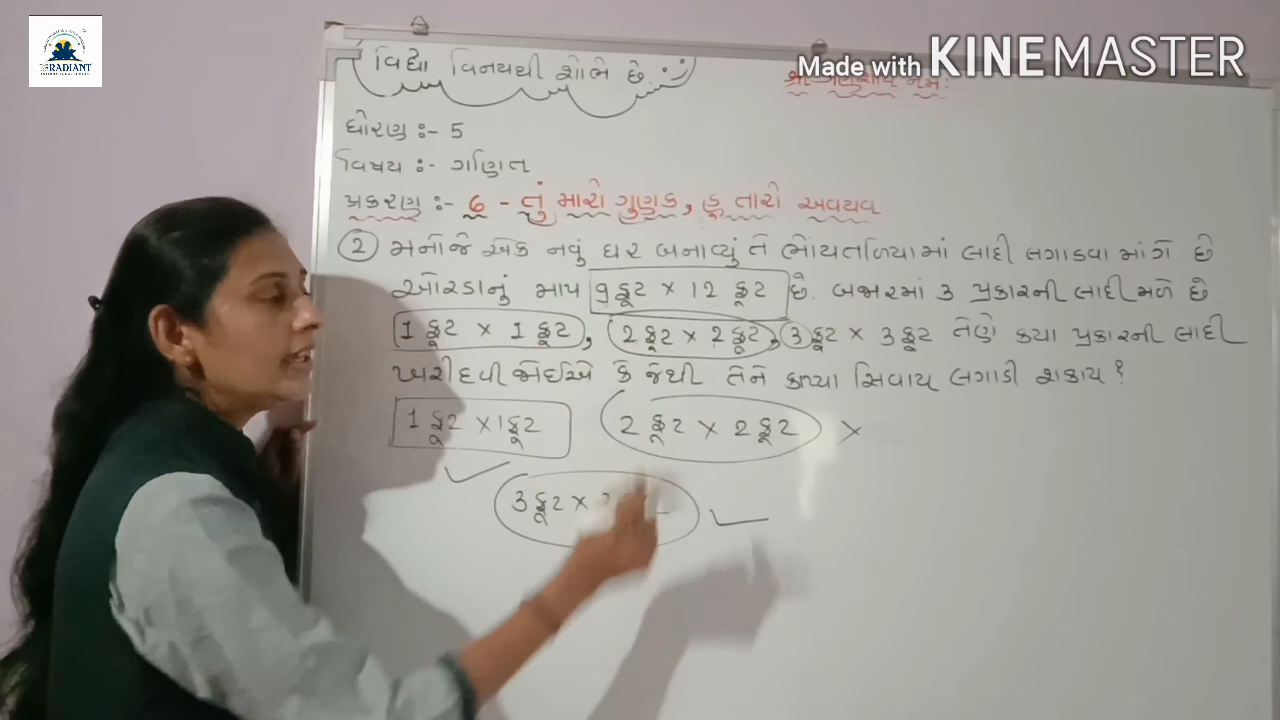 RADIANT
Made with KINEMASTER
વિદ્યા વિનયથી શોભે છે.
શ્રી ગણેશાય નમઃ
ધોરણ :- 5
વિષય :- ગણિત
પ્રકરણ :- 6 - તું મારો ગુણક, હૂ તારો અવયવ
2 મનોજે એક નવું ઘર બનાવ્યું તે ભોંયતળિયામાં લાદી લગાડવા માંગે છે
ઓરડાનું માપ 9 ફૂટ × 12 ફૂટ છે. બજારમાં 3 પ્રકારની લાદી મળે છે
1 ફૂટ × 1 ફૂટ, 2 ફૂટ × 2 ફૂટ, 3 ફૂટ × 3 ફૂટ તેણે કયા પ્રકારની લાદી
ખરીદવી જોઈએ કે જેથી તેને કાપ્યા સિવાય લગાડી શકાય ?
1 ફૂટ × 1 ફૂટ 2 ફૂટ × 2 ફૂટ ×
3 ફૂટ ×